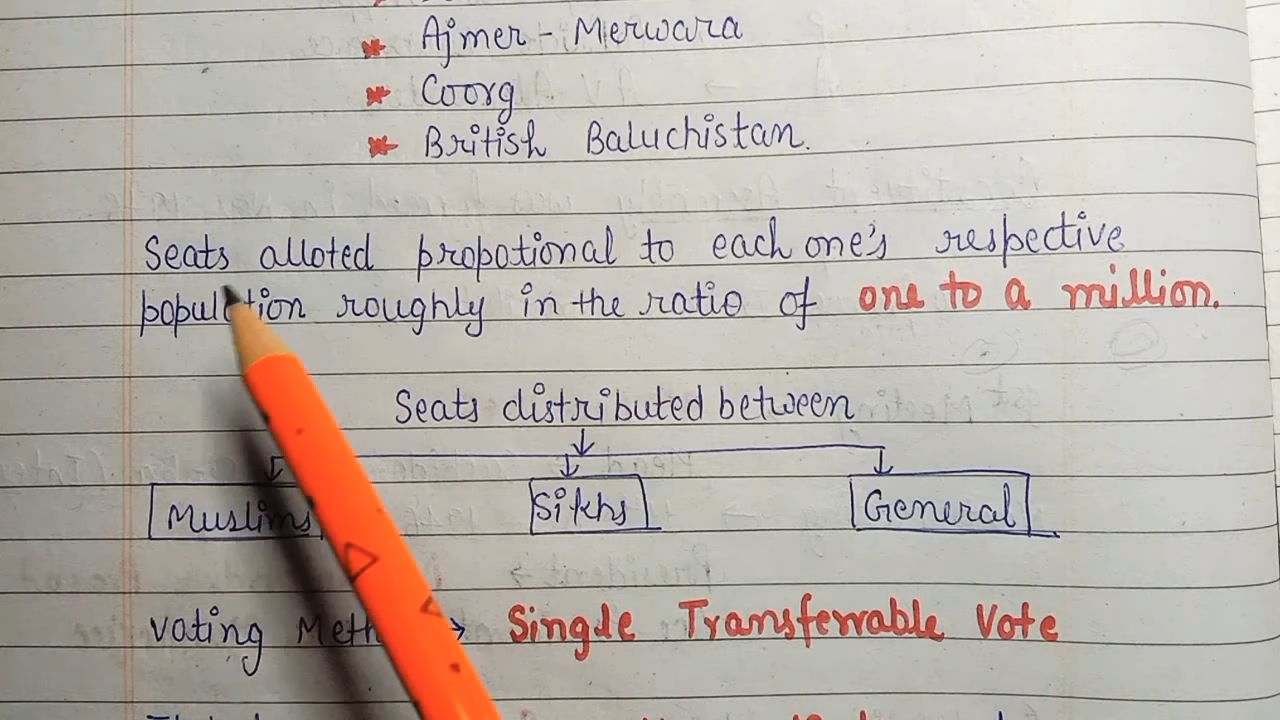 Ajmer - Merwara
Coorg
British Baluchistan.
Seats alloted propotional to each one's respective
population roughly in the ratio of one to a million.
Seats distributed between
Muslims Sikhs General
Voting → Single Transferrable Vote